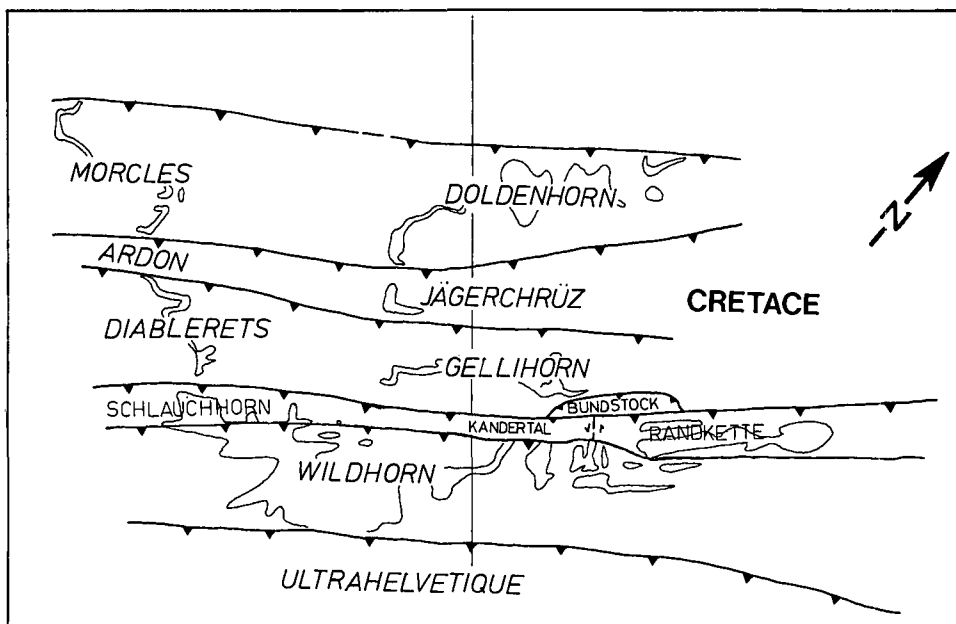 MORCLES
DOLDENHORN
ARDON
JÄGERCHRÜZ
N
CRETACE
DIABLERETS
GELLIHORN
SCHLAUCHHORN
BUNDSTOCK
KANDERTAL
RANDKETTE
WILDHORN
ULTRAHELVETIQUE